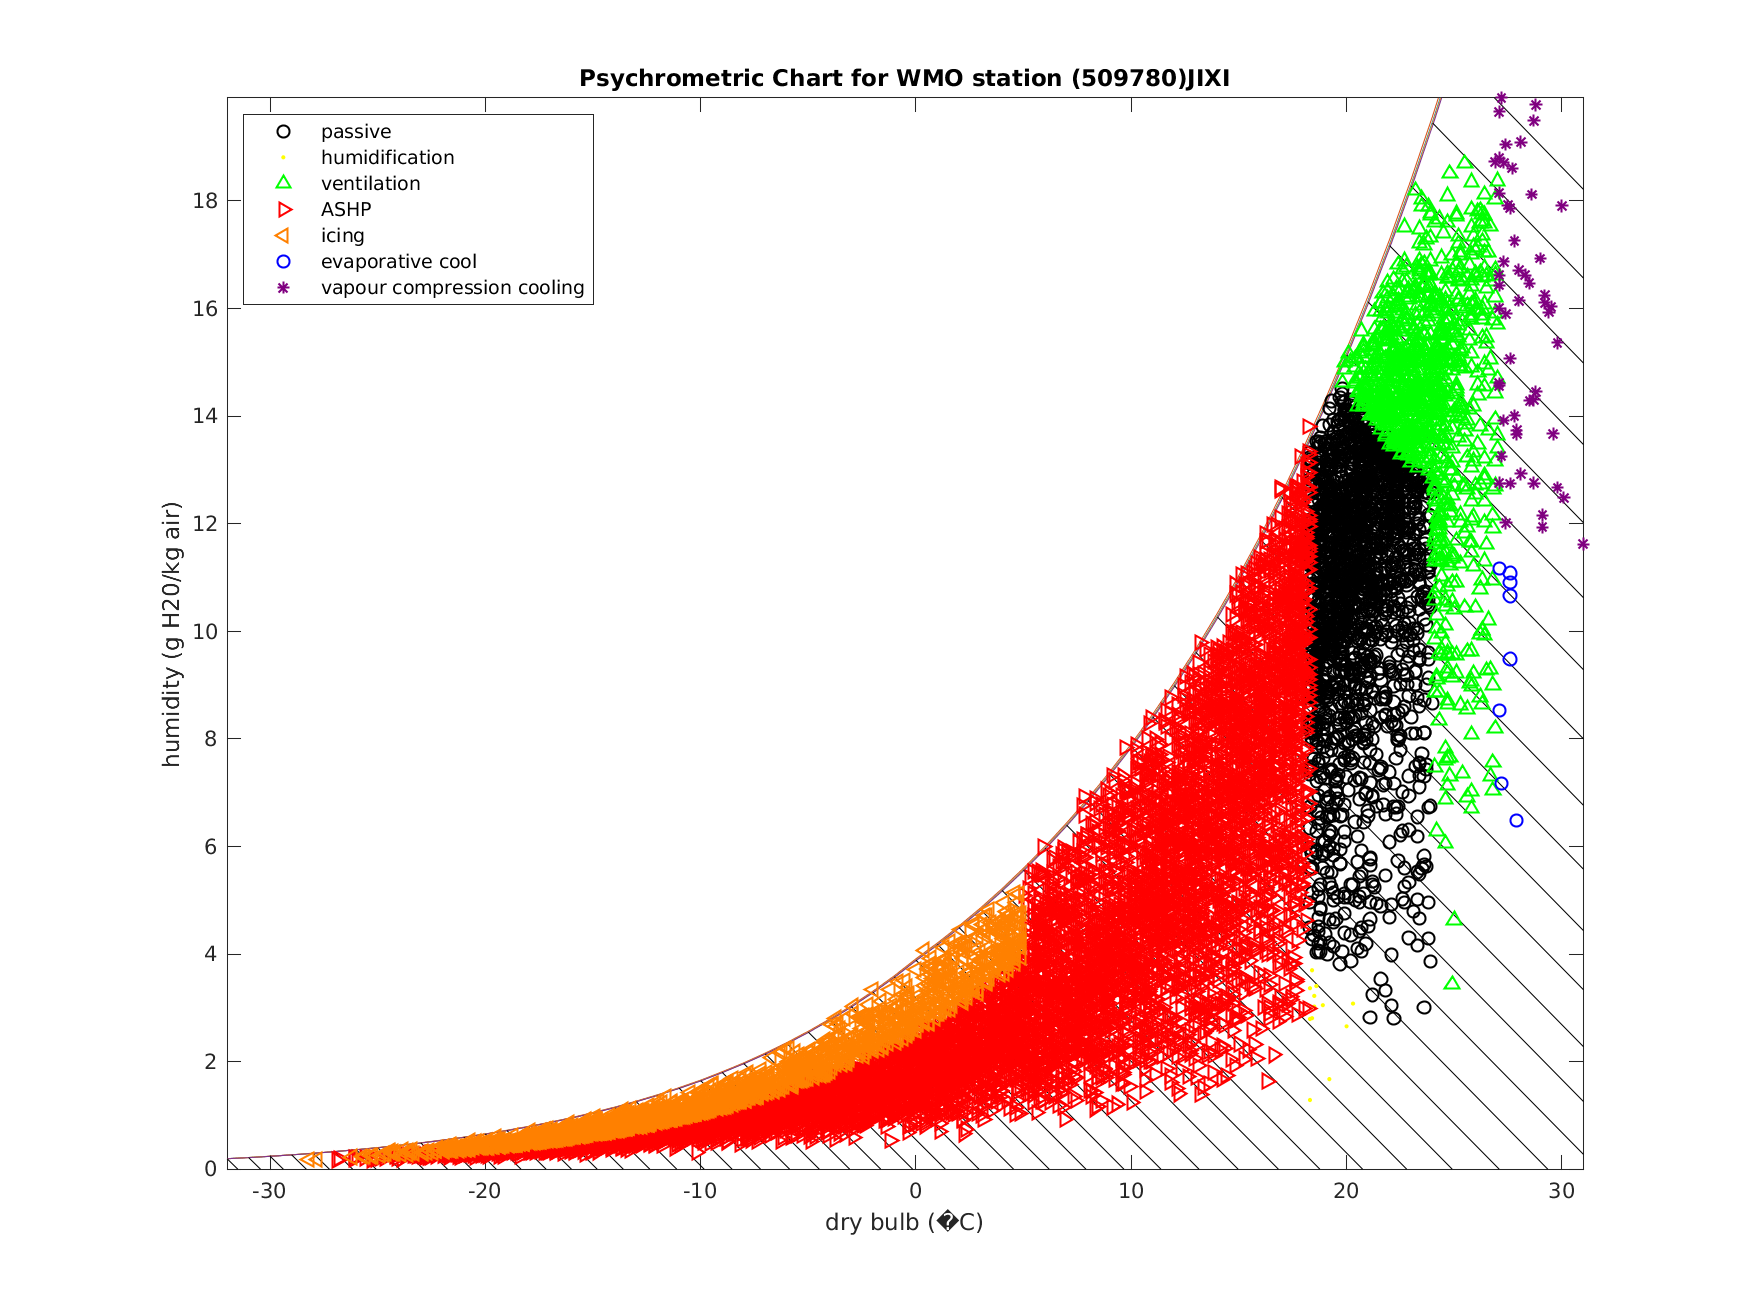 Psychrometric Chart for WMO station (509780)JIXI
passive
humidification
ventilation
ASHP
icing
evaporative cool
vapour compression cooling
humidity (g H20/kg air)
18
16
14
12
10
8
6
4
2
0
-30 -20 -10 0 10 20 30
dry bulb (�C)